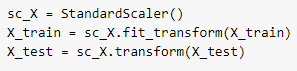 sc_X = StandardScaler()
X_train = sc_X.fit_transform(X_train)
X_test = sc_X.transform(X_test)